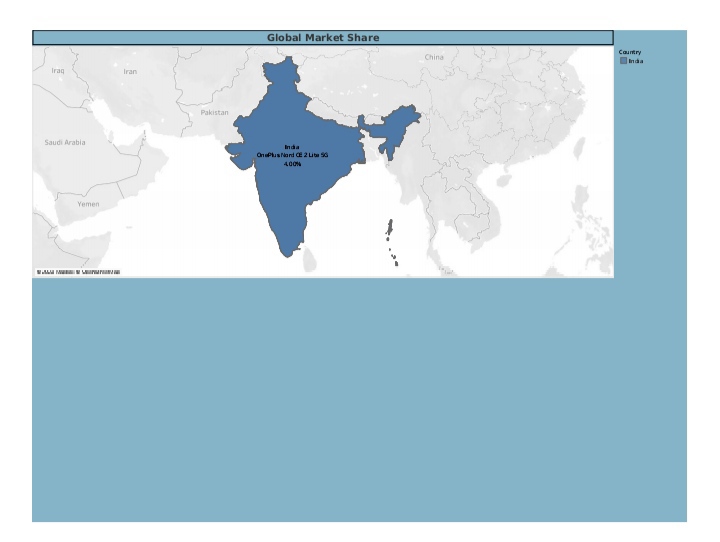 Global Market Share
Country
India
China
Iraq
Iran
Pakistan
Saudi Arabia
India
OnePlus Nord CE 2 Lite 5G
4.00%
Yemen